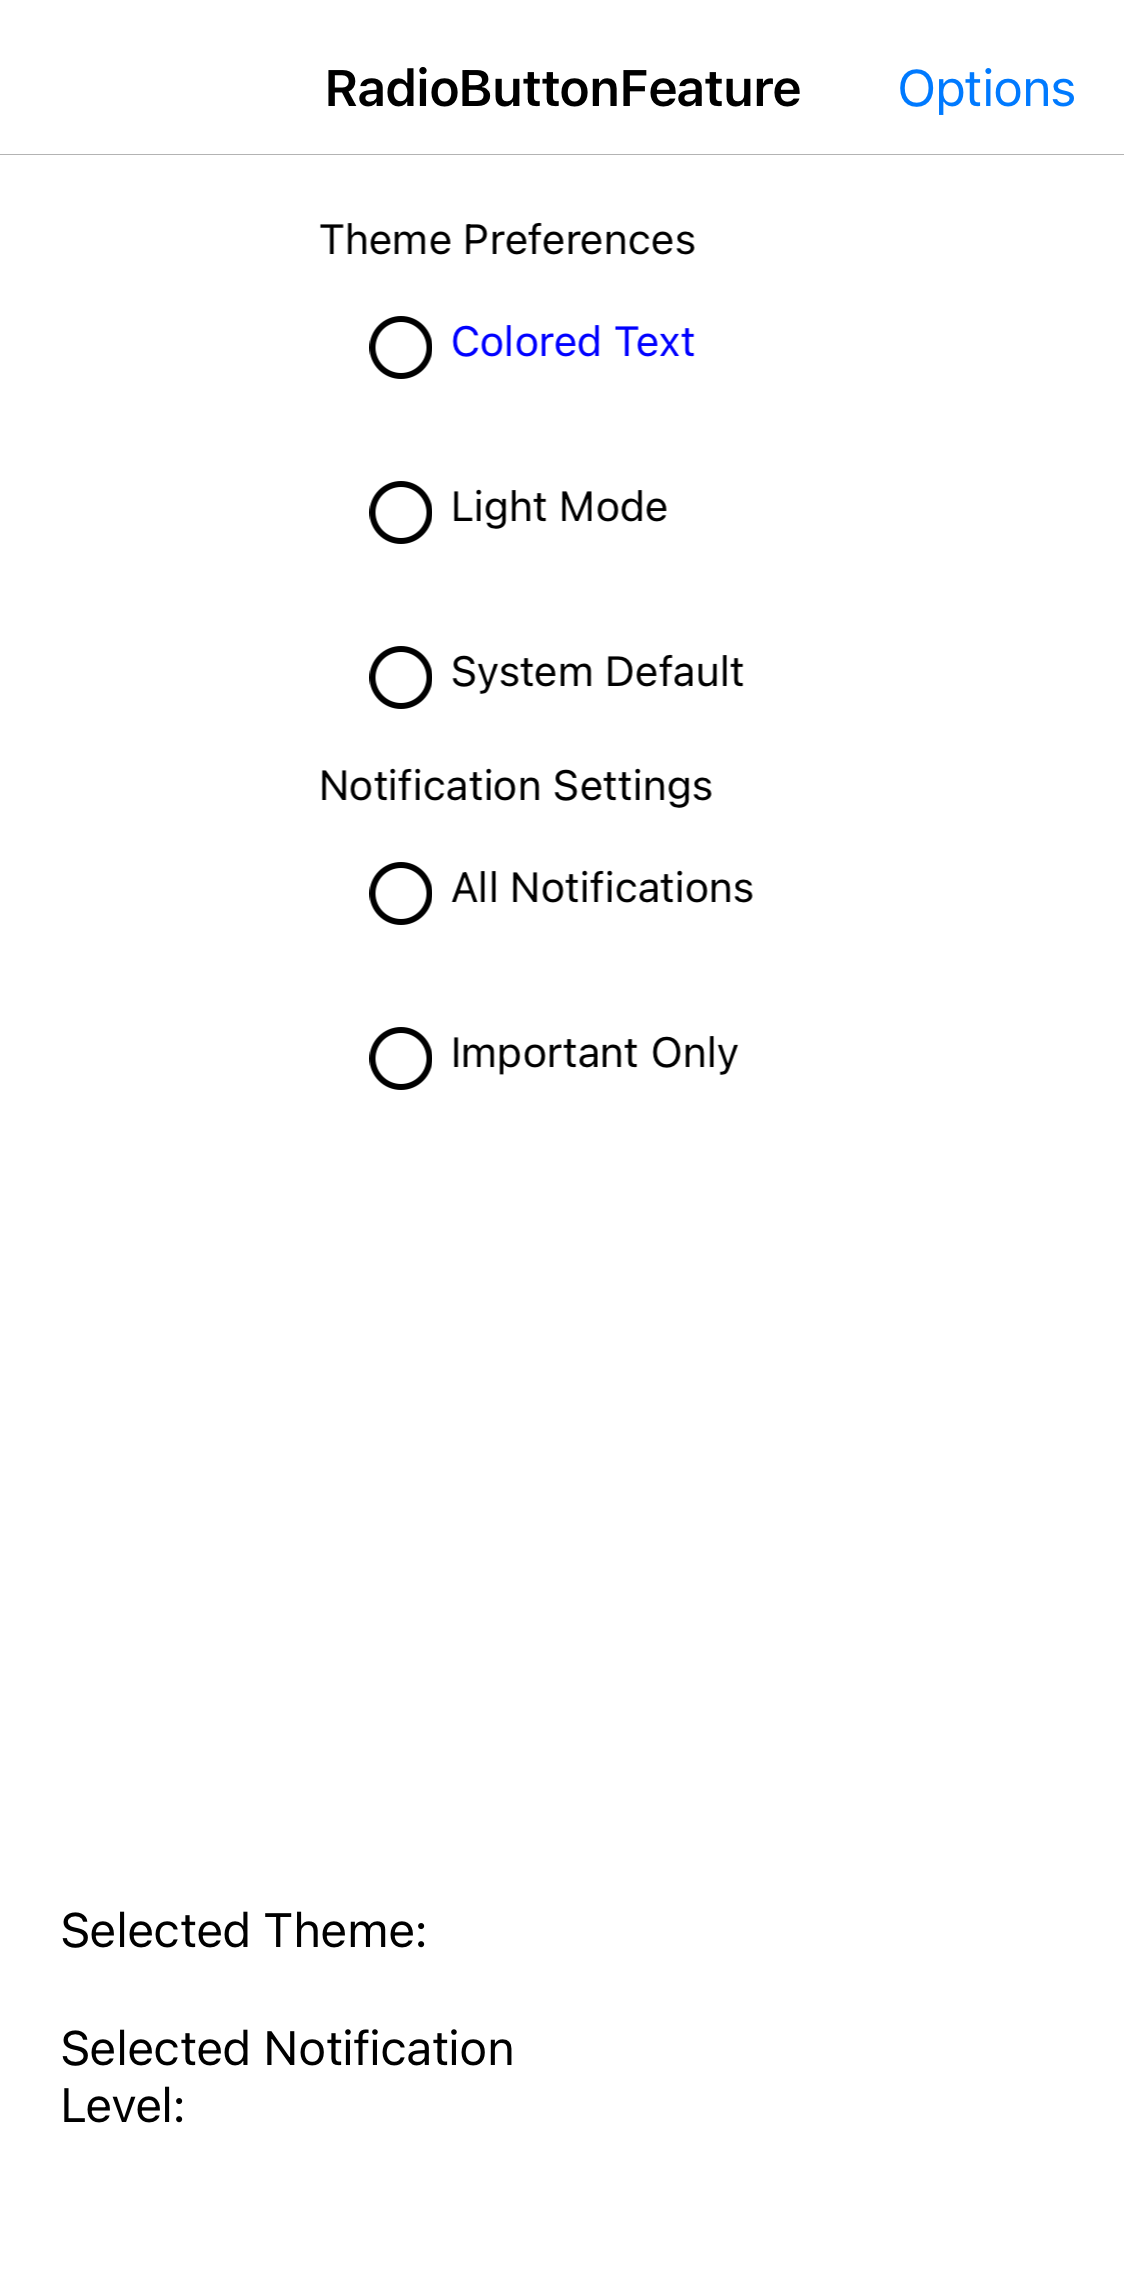 RadioButtonFeature
Options
Theme Preferences
Colored Text
Light Mode
System Default
Notification Settings
All Notifications
Important Only
Selected Theme:
Selected Notification
Level: